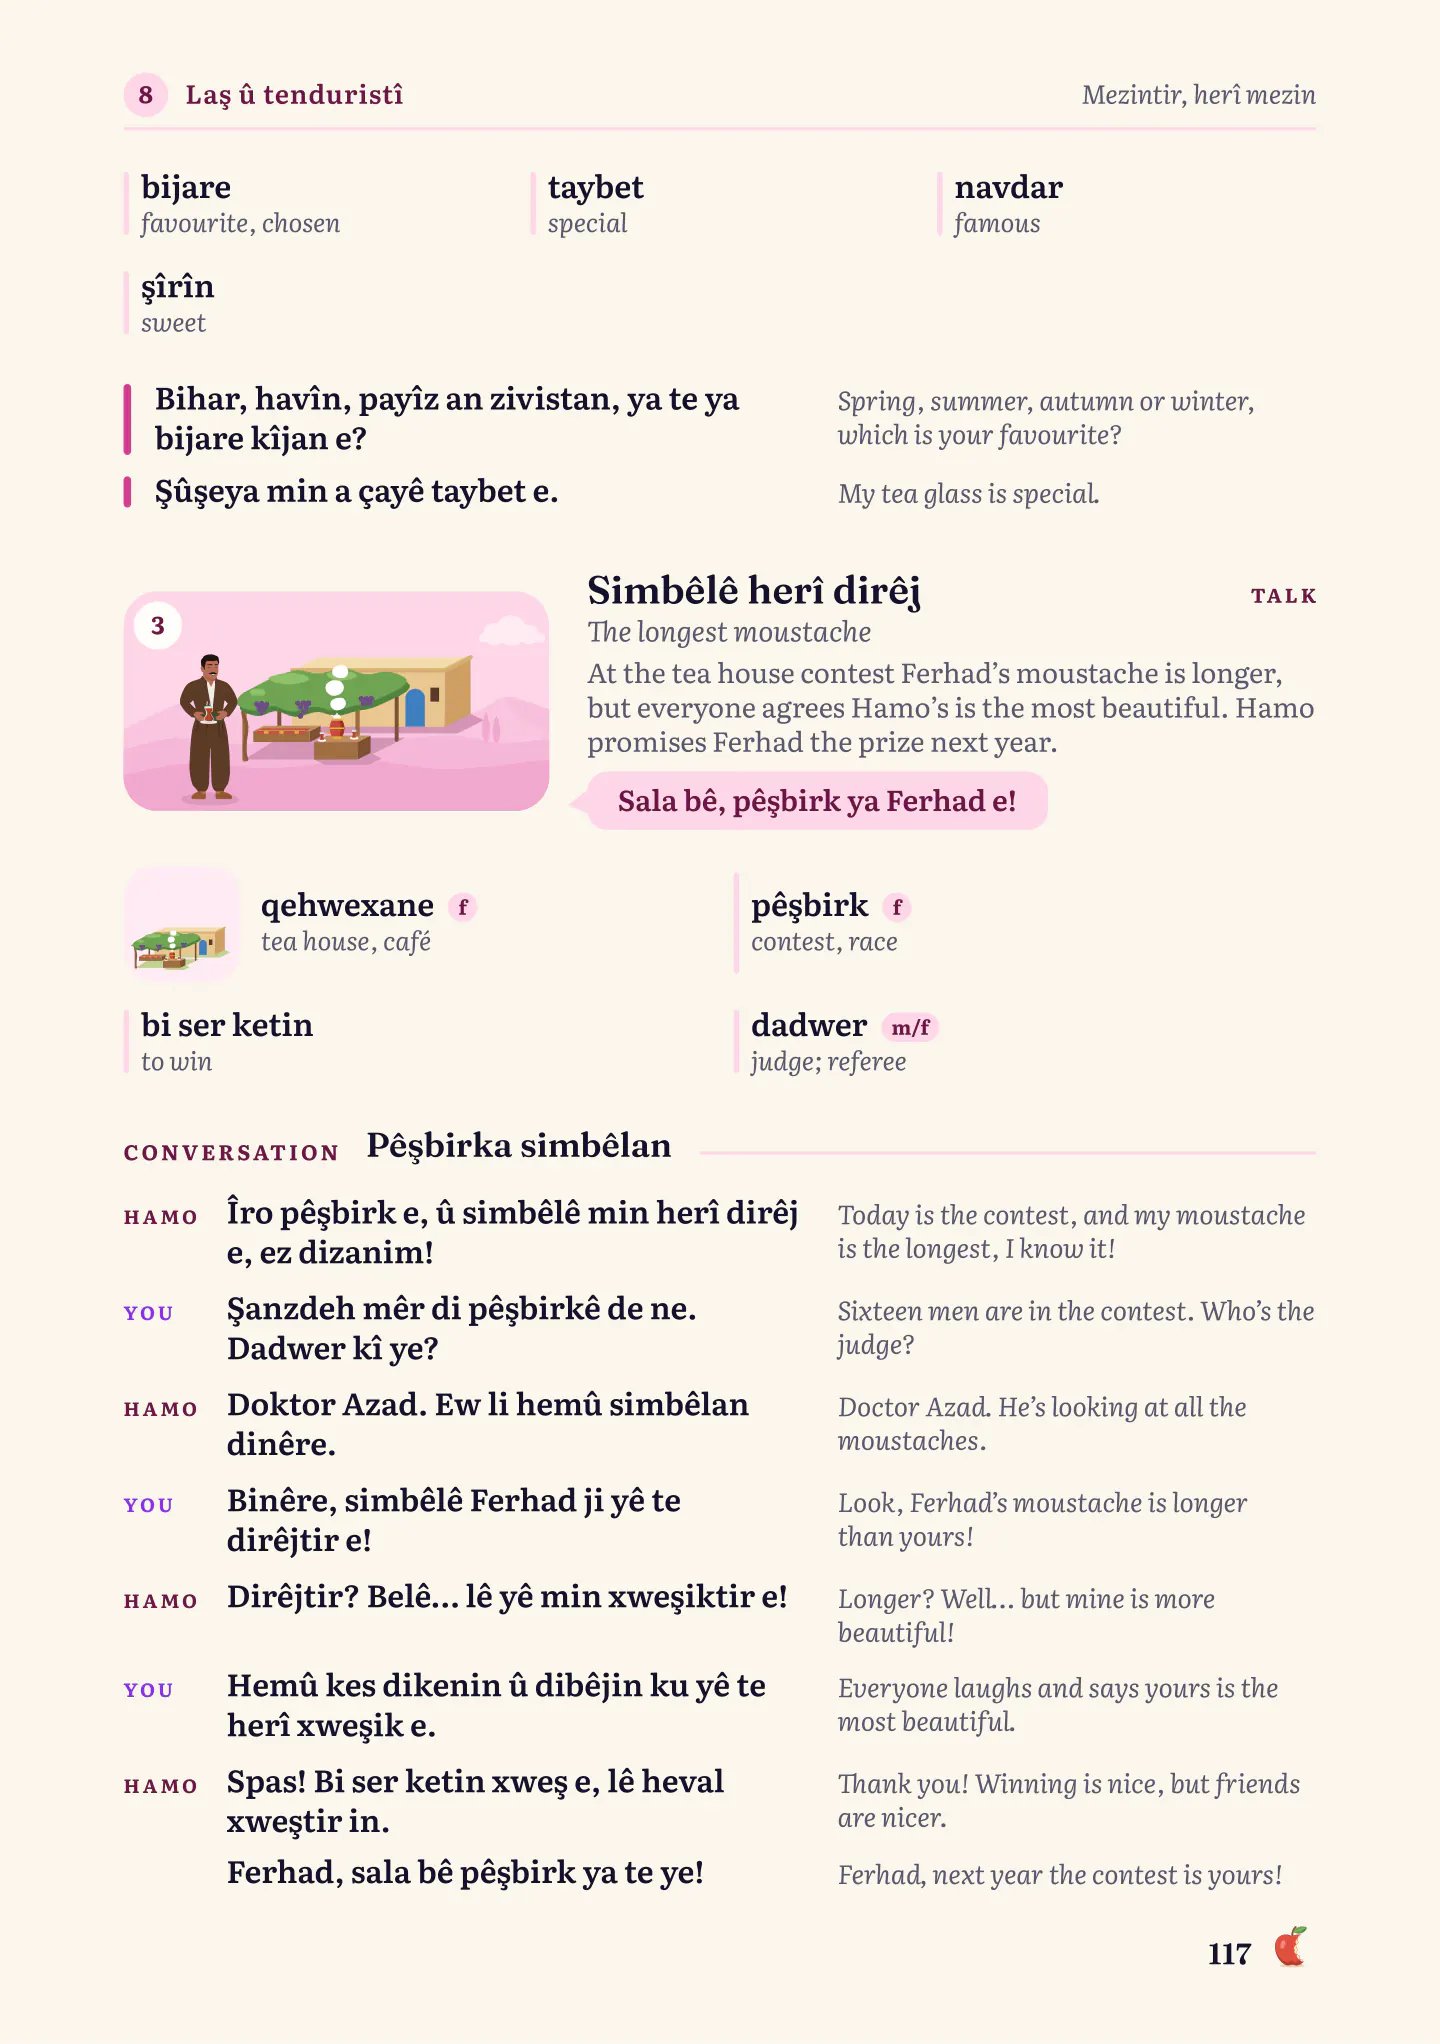 8 Laş û tenduristî
Mezintir, herî mezin
bijare
favourite, chosen
taybet
special
navdar
famous
şîrîn
sweet
Bihar, havîn, payîz an zivistan, ya te ya
bijare kîjan e?
Spring, summer, autumn or winter,
which is your favourite?
Şûşeya min a çayê taybet e.
My tea glass is special.
3
Simbêlê herî dirêj
TALK
The longest moustache
At the tea house contest Ferhad’s moustache is longer,
but everyone agrees Hamo’s is the most beautiful. Hamo
promises Ferhad the prize next year.
Sala bê, pêşbirk ya Ferhad e!
qehwexane f
tea house, café
pêşbirk f
contest, race
bi ser ketin
to win
dadwer m/f
judge; referee
CONVERSATION Pêşbirka simbêlan
HAMO
Îro pêşbirk e, û simbêlê min herî dirêj
e, ez dizanim!
Today is the contest, and my moustache
is the longest, I know it!
YOU
Şanzdeh mêr di pêşbirkê de ne.
Dadwer kî ye?
Sixteen men are in the contest. Who’s the
judge?
HAMO
Doktor Azad. Ew li hemû simbêlan
dinêre.
Doctor Azad. He’s looking at all the
moustaches.
YOU
Binêre, simbêlê Ferhad ji yê te
dirêjtir e!
Look, Ferhad’s moustache is longer
than yours!
HAMO
Dirêjtir? Belê… lê yê min xweşiktir e!
Longer? Well… but mine is more
beautiful!
YOU
Hemû kes dikenin û dibêjin ku yê te
herî xweşik e.
Everyone laughs and says yours is the
most beautiful.
HAMO
Spas! Bi ser ketin xweş e, lê heval
xweştir in.
Thank you! Winning is nice, but friends
are nicer.
Ferhad, sala bê pêşbirk ya te ye!
Ferhad, next year the contest is yours!
117